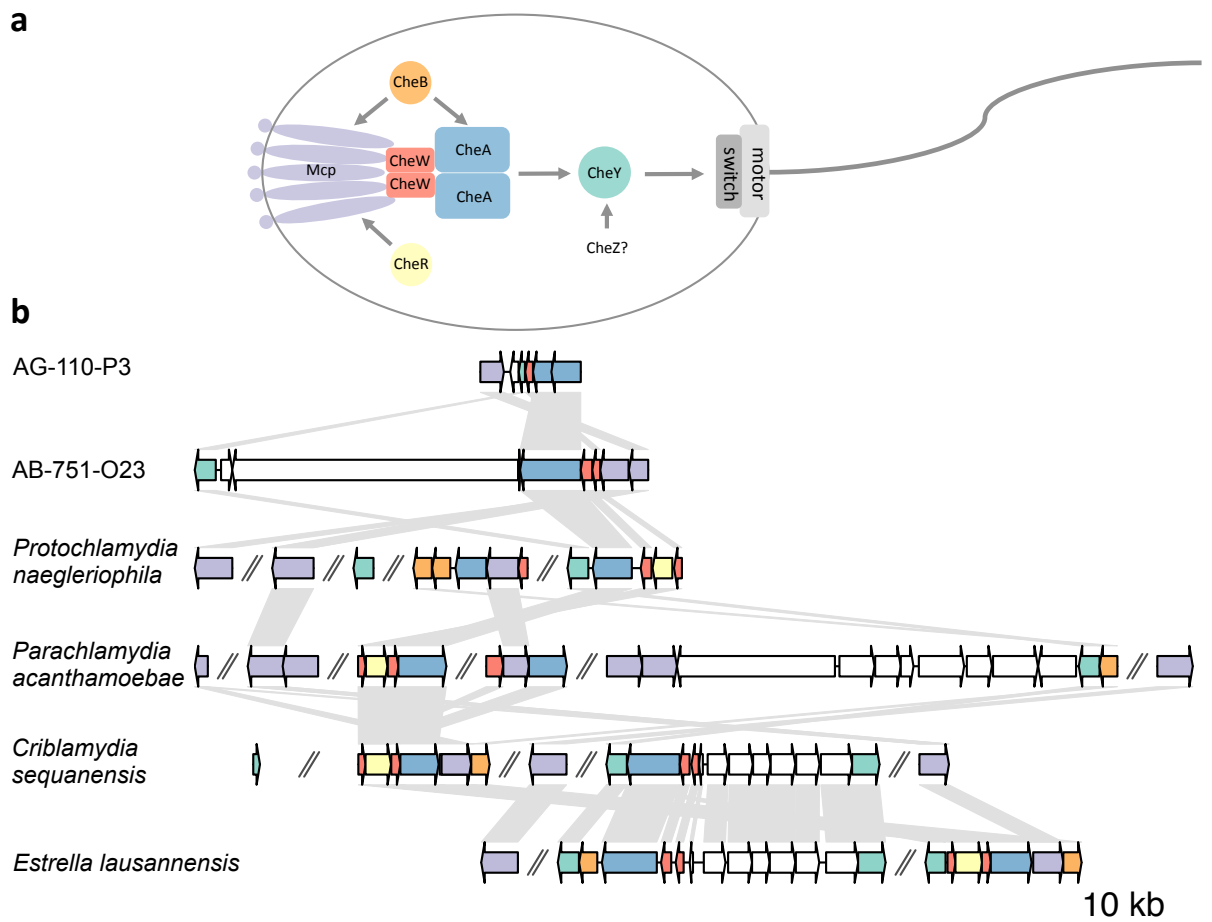 a
CheB
Mcp
CheW
CheA
CheW
CheA
CheY
switch
motor
CheZ?
CheR
b
AG-110-P3
AB-751-O23
Protochlamydia
naegleriophila
Parachlamydia
acanthamoebae
Criblamydia
sequanensis
Estrella lausannensis
10 kb